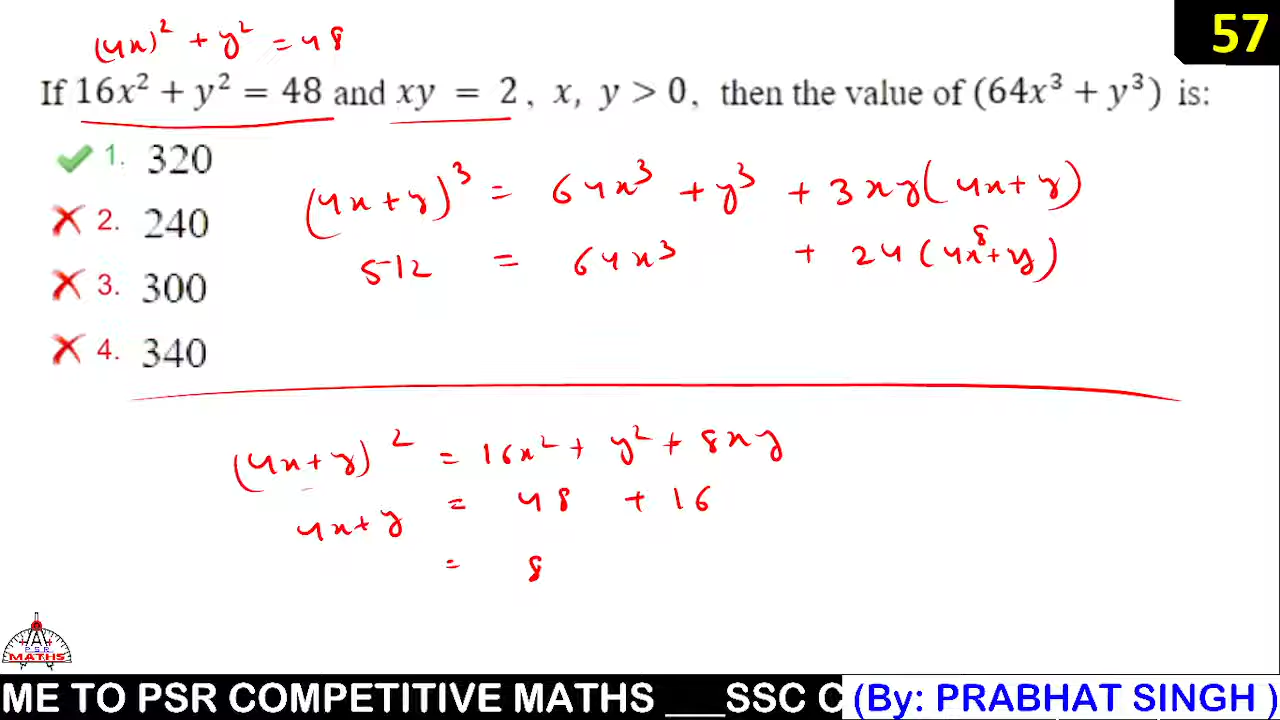 57
(4x)² + y² = 48
If 16x² + y² = 48 and xy = 2, x, y > 0, then the value of (64x³ + y³) is:
1. 320
2. 240
3. 300
4. 340
(4x+y)³ = 64x³ + y³ + 3xy(4x+y)
512 = 64x³ + 24(4x+y)
8
(4x+y)² = 16x² + y² + 8xy
4x+y = 48 + 16
= 8
PSR
MATHS
ME TO PSR COMPETITIVE MATHS ___SSC C
(By: PRABHAT SINGH )